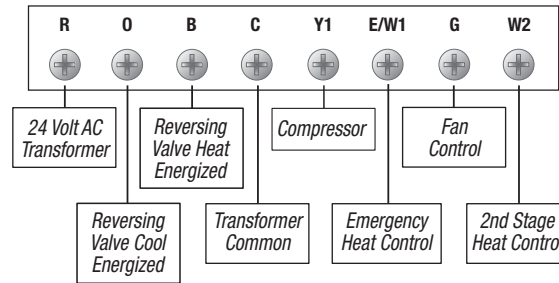 R O B C Y1 E/W1 G W2
24 Volt AC
Transformer
Reversing
Valve Heat
Energized
Compressor
Fan
Control
Reversing
Valve Cool
Energized
Transformer
Common
Emergency
Heat Control
2nd Stage
Heat Control